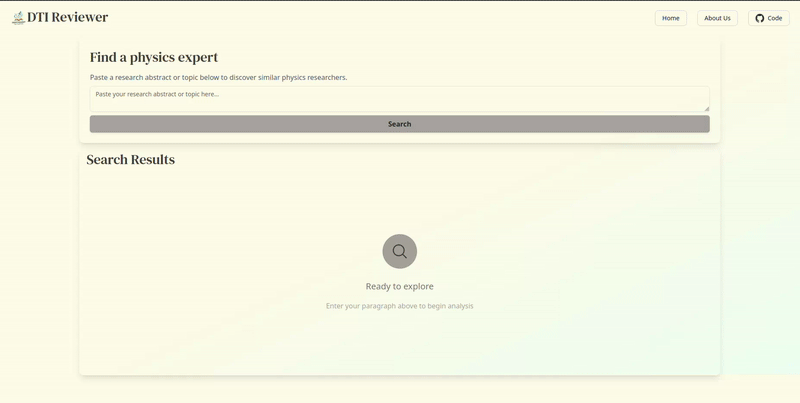 DTI Reviewer
Home
About Us
Code
Find a physics expert
Paste a research abstract or topic below to discover similar physics researchers.
Paste your research abstract or topic here...
Search
Search Results
Ready to explore
Enter your paragraph above to begin analysis